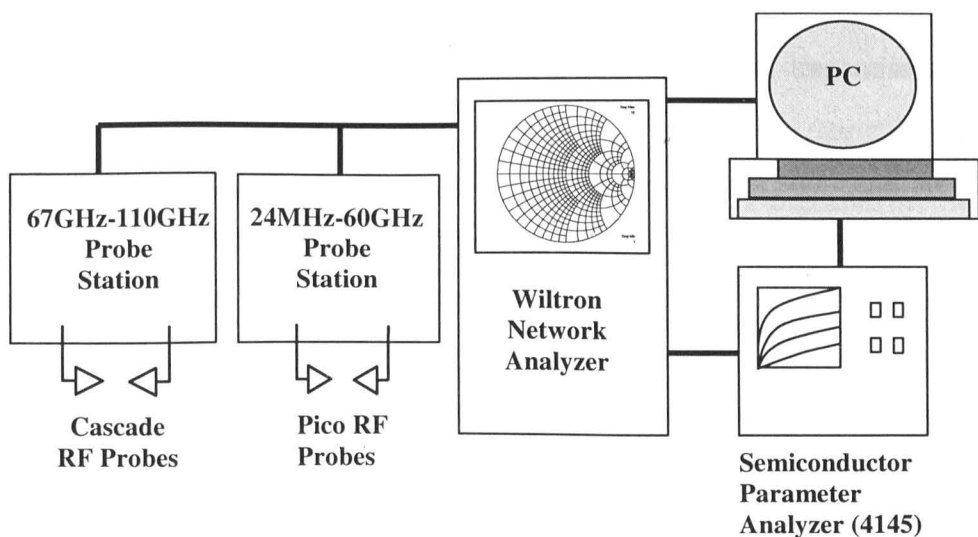 PC
67GHz-110GHz
Probe
Station
24MHz-60GHz
Probe
Station
Wiltron
Network
Analyzer
Cascade
RF Probes
Pico RF
Probes
Semiconductor
Parameter
Analyzer (4145)